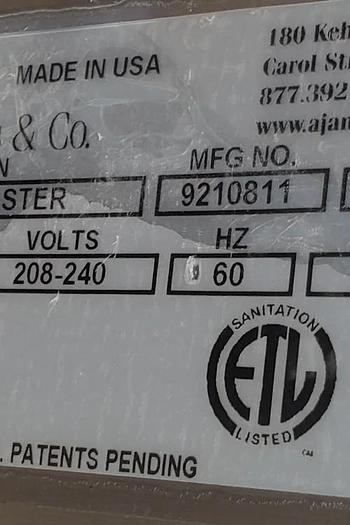 180 Keh
MADE IN USA
Carol Str
877.392
& Co.
www.ajan
N
MFG NO.
STER
9210811
VOLTS
HZ
208-240
60
SANITATION
ETL
LISTED
. PATENTS PENDING